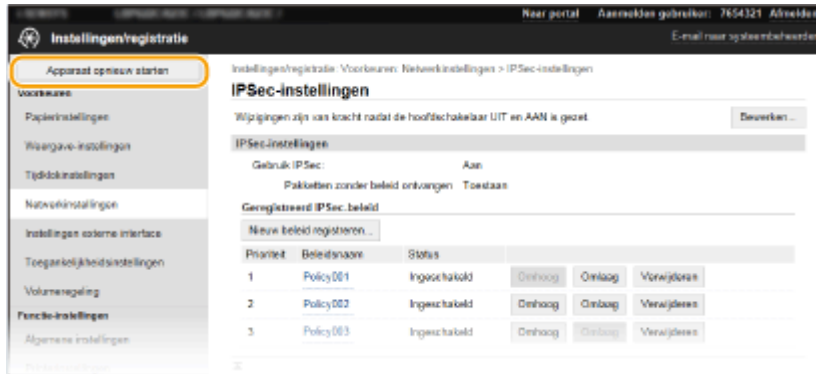 Naar portal Aanmelden gebruiker: 7654321 Afmelden
Instellingen/registratie
E-mail naar systeembeheerder
Apparaat opnieuw starten
Voorkeuren
Papierinstellingen
Weergave-instellingen
Tijdklokinstellingen
Netwerkinstallingen
Instellingen externe interface
Toegankelijkheidsinstellingen
Volumeregeling
Functie-instellingen
Algemene instellingen
Instellingen/registratie: Voorkeuren: Netwerkinstellingen > IPSec-instellingen
IPSec-instellingen
Wijzigingen zijn van kracht nadat de hoofdschakelaar UIT en AAN is gezet.
Bewerken...
IPSec-instellingen
Gebruik IPSec: Aan
Pakketten zonder beleid ontvangen Toestaan
Geregistreerd IPSec-beleid
Nieuw beleid registreren...
Prioriteit Beleidsnaam Status
1 Policy001 Ingeschakeld Omhoog Omlaag Verwijderen
2 Policy002 Ingeschakeld Omhoog Omlaag Verwijderen
3 Policy003 Ingeschakeld Omhoog Omlaag Verwijderen